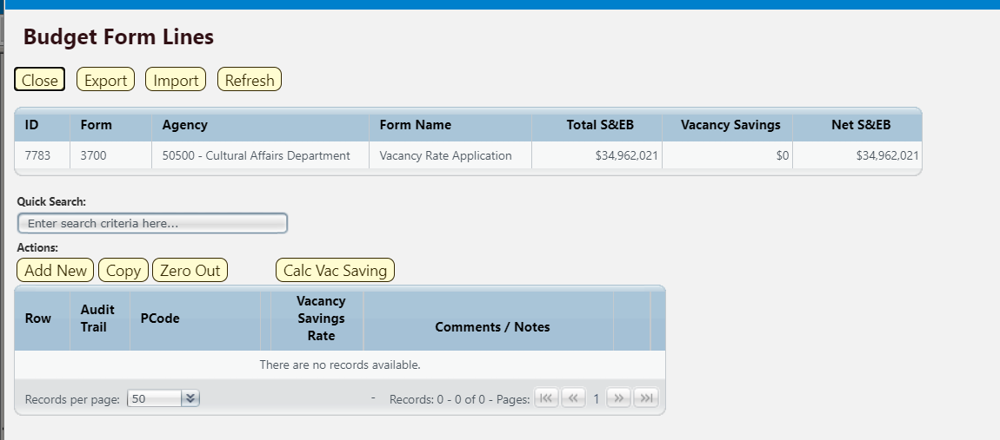 Budget Form Lines
Close Export Import Refresh
ID Form Agency Form Name Total S&EB Vacancy Savings Net S&EB
7783 3700 50500 - Cultural Affairs Department Vacancy Rate Application $34,962,021 $0 $34,962,021
Quick Search:
Enter search criteria here...
Actions:
Add New Copy Zero Out Calc Vac Saving
Row Audit Trail PCode Vacancy Savings Rate Comments / Notes
There are no records available.
Records per page: 50 - Records: 0 - 0 of 0 - Pages: 1